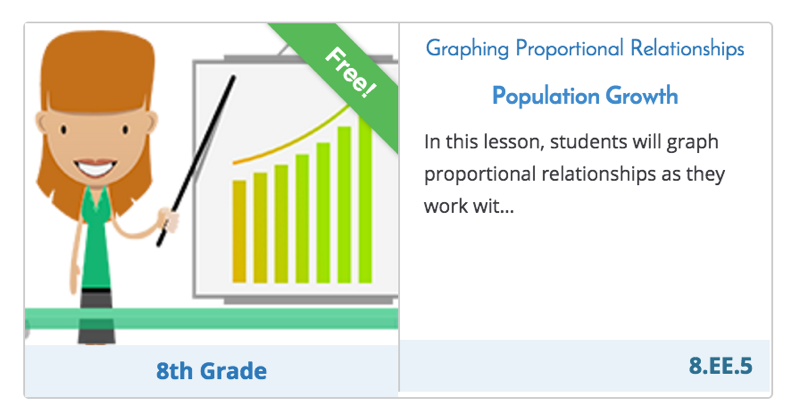 Free!
Graphing Proportional Relationships
Population Growth
In this lesson, students will graph
proportional relationships as they
work wit...
8th Grade
8.EE.5